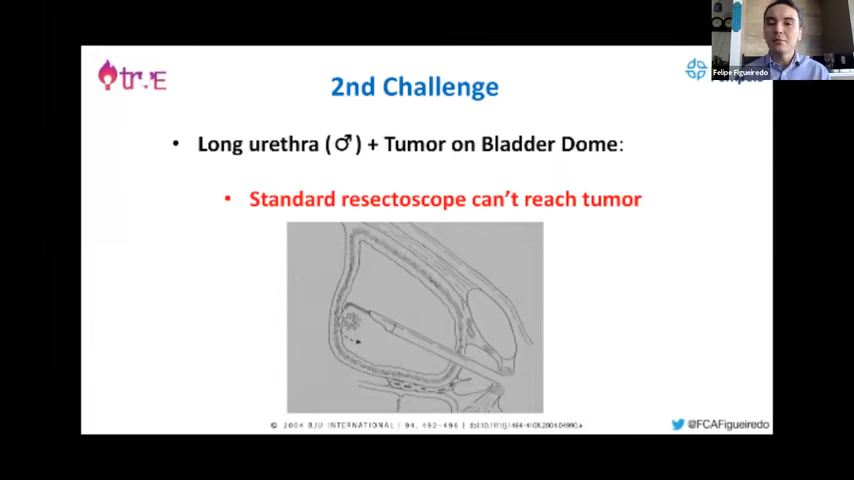 true
Felipe Figueiredo
2nd Challenge
• Long urethra (♂) + Tumor on Bladder Dome:
• Standard resectoscope can’t reach tumor
© 2004 BJU INTERNATIONAL | 94, 492–496 |
@FCAFigueiredo